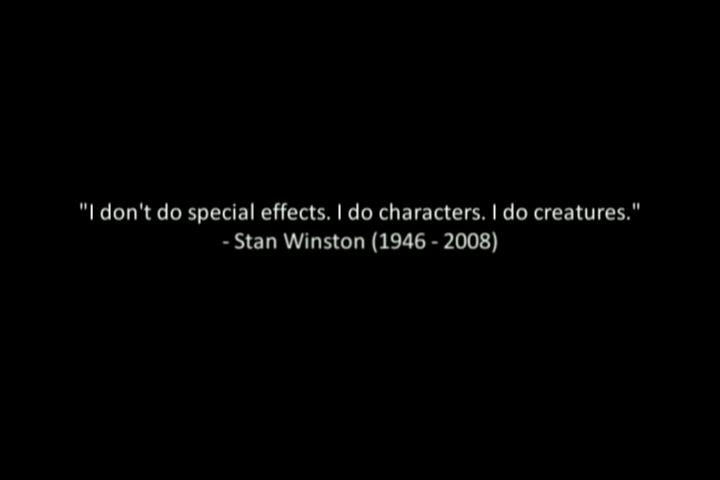 "I don't do special effects. I do characters. I do creatures."
- Stan Winston (1946 - 2008)